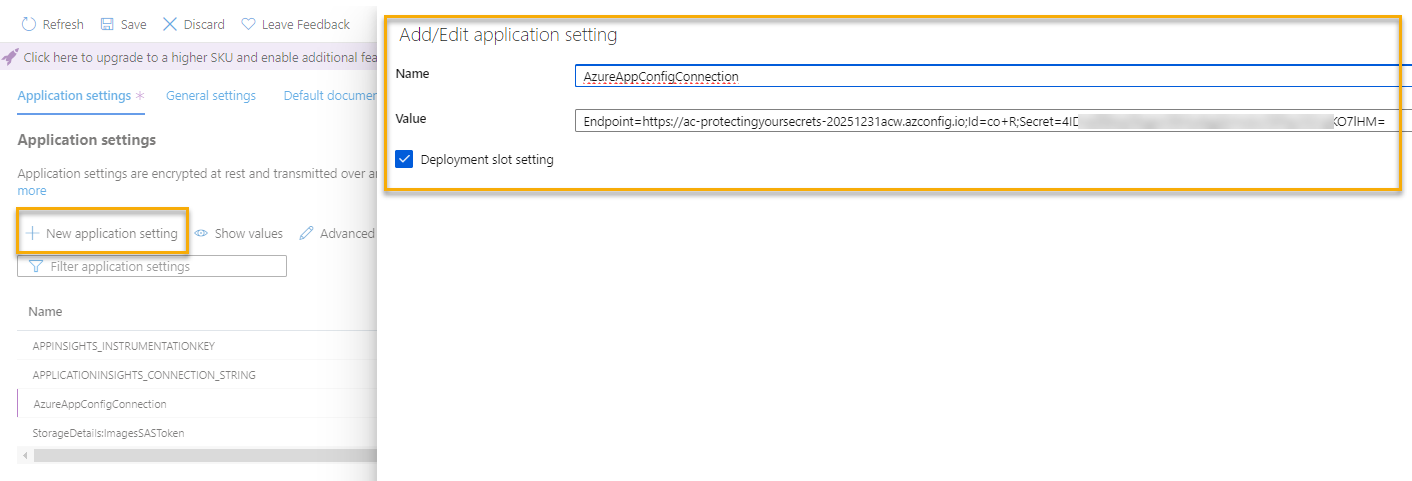 Refresh Save Discard Leave Feedback
Click here to upgrade to a higher SKU and enable additional fea
Application settings * General settings Default documen
Application settings
Application settings are encrypted at rest and transmitted over an
more
+ New application setting Show values Advanced
Filter application settings
Name
APPINSIGHTS_INSTRUMENTATIONKEY
APPLICATIONINSIGHTS_CONNECTION_STRING
AzureAppConfigConnection
StorageDetails:ImagesSASToken
Add/Edit application setting
Name AzureAppConfigConnection
Value Endpoint=https://ac-protectingyoursecrets-20251231acw.azconfig.io;Id=co+R;Secret=4ID KO7lHM=
Deployment slot setting